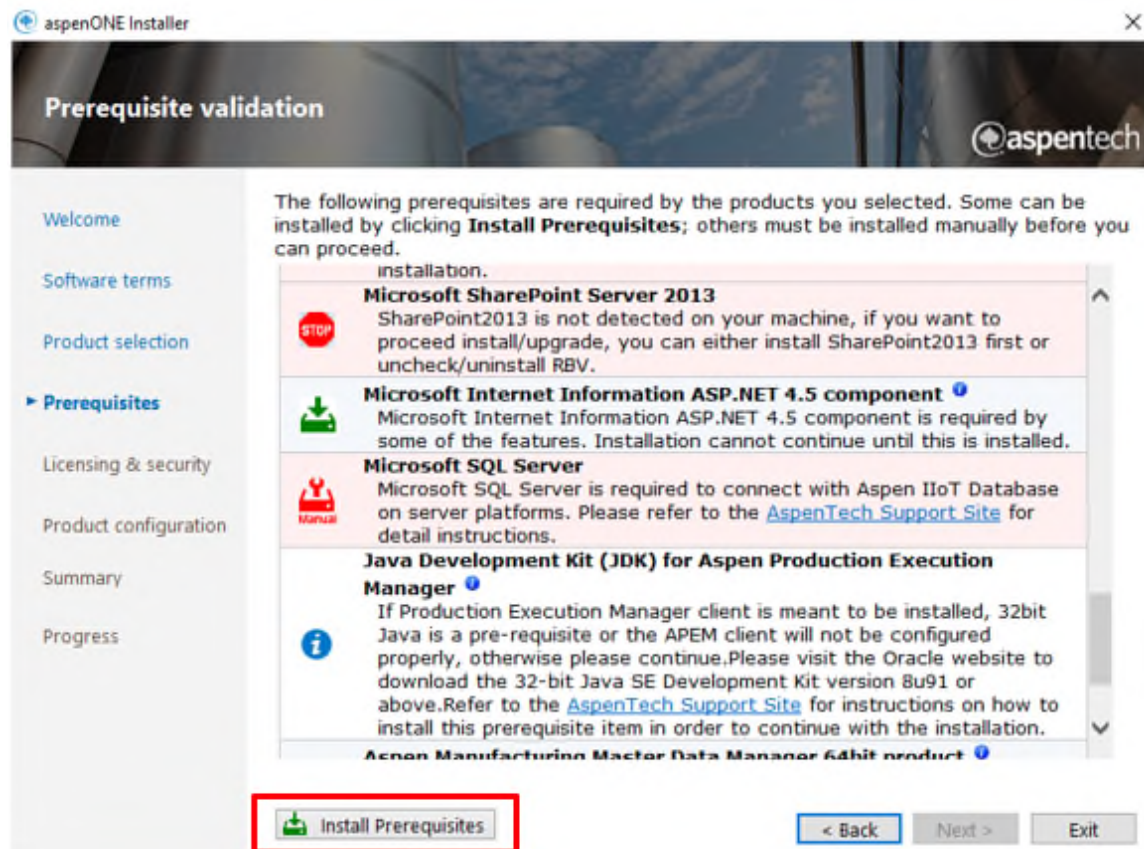 aspenONE Installer
Prerequisite validation
aspentech
Welcome
Software terms
Product selection
Prerequisites
Licensing & security
Product configuration
Summary
Progress
The following prerequisites are required by the products you selected. Some can be
installed by clicking Install Prerequisites; others must be installed manually before you
can proceed.
installation.
Microsoft SharePoint Server 2013
STOP
SharePoint2013 is not detected on your machine, if you want to
proceed install/upgrade, you can either install SharePoint2013 first or
uncheck/uninstall RBV.
Microsoft Internet Information ASP.NET 4.5 component
Microsoft Internet Information ASP.NET 4.5 component is required by
some of the features. Installation cannot continue until this is installed.
Microsoft SQL Server
Manual
Microsoft SQL Server is required to connect with Aspen IIoT Database
on server platforms. Please refer to the AspenTech Support Site for
detail instructions.
Java Development Kit (JDK) for Aspen Production Execution
Manager
If Production Execution Manager client is meant to be installed, 32bit
Java is a pre-requisite or the APEM client will not be configured
properly, otherwise please continue.Please visit the Oracle website to
download the 32-bit Java SE Development Kit version 8u91 or
above.Refer to the AspenTech Support Site for instructions on how to
install this prerequisite item in order to continue with the installation.
Aspen Manufacturing Master Data Manager 64bit product
Install Prerequisites
< Back
Next >
Exit